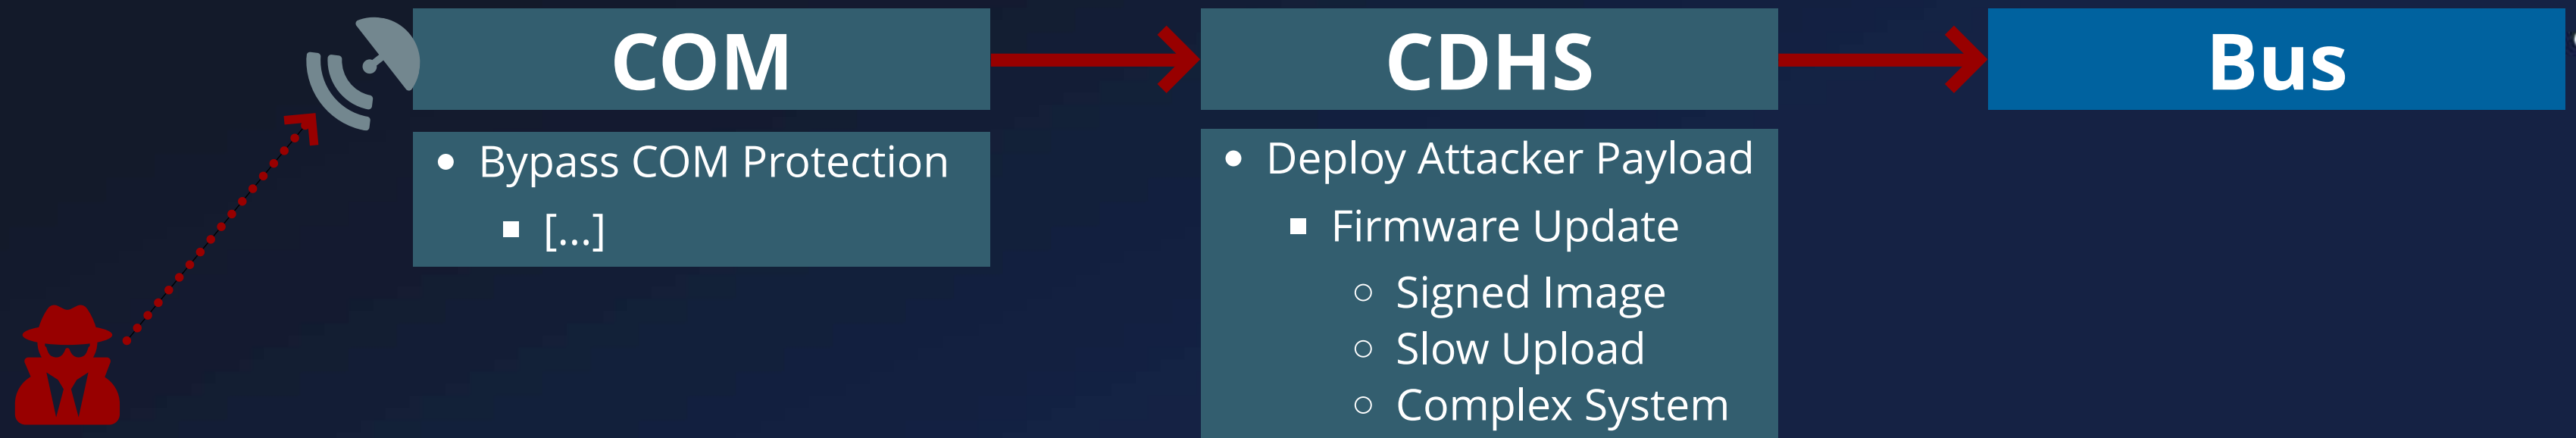 COM
CDHS
Bus
Bypass COM Protection
[...]
Deploy Attacker Payload
Firmware Update
Signed Image
Slow Upload
Complex System